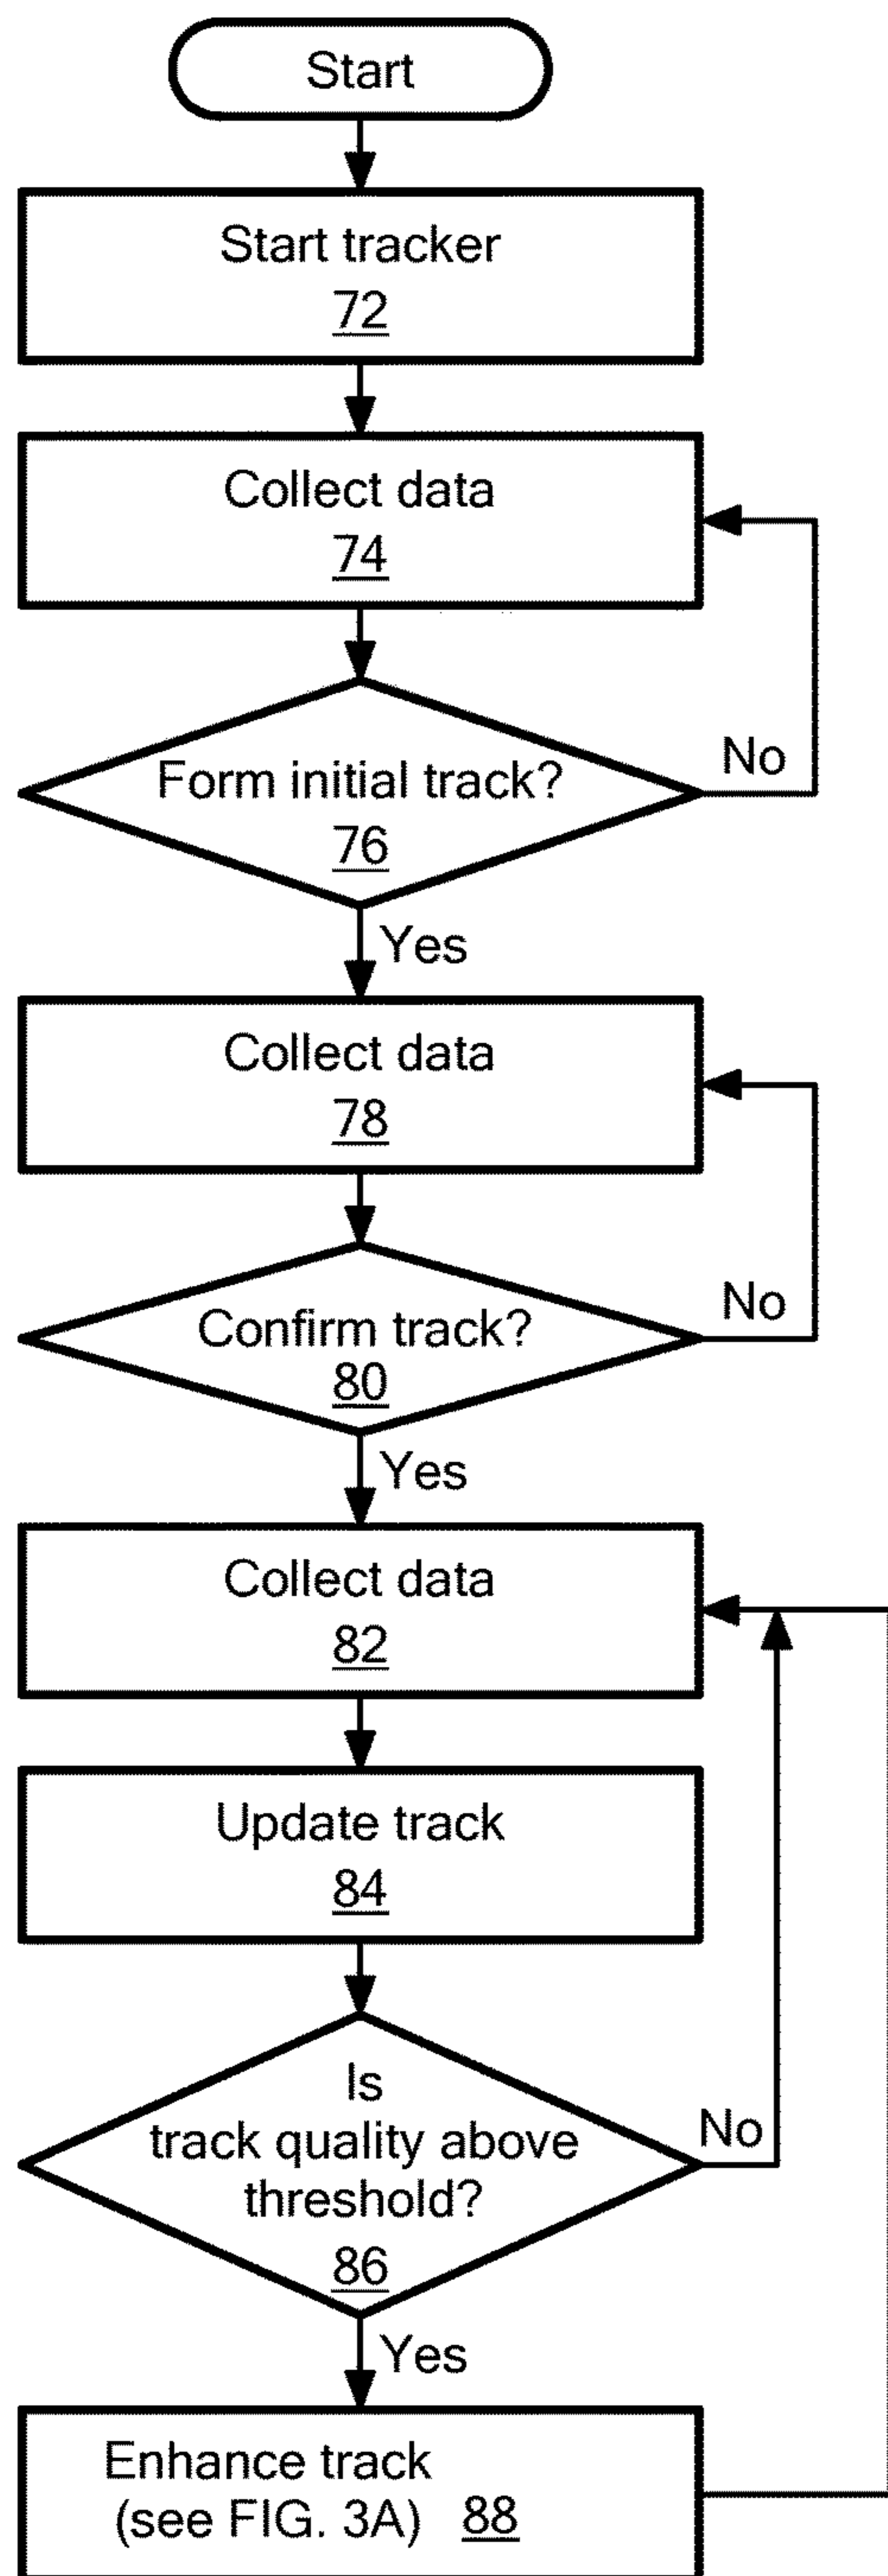 Start
Start tracker
72
Collect data
74
Form initial track?
76
No
Yes
Collect data
78
Confirm track?
80
No
Yes
Collect data
82
Update track
84
Is
track quality above
threshold?
86
No
Yes
Enhance track
(see FIG. 3A) 88